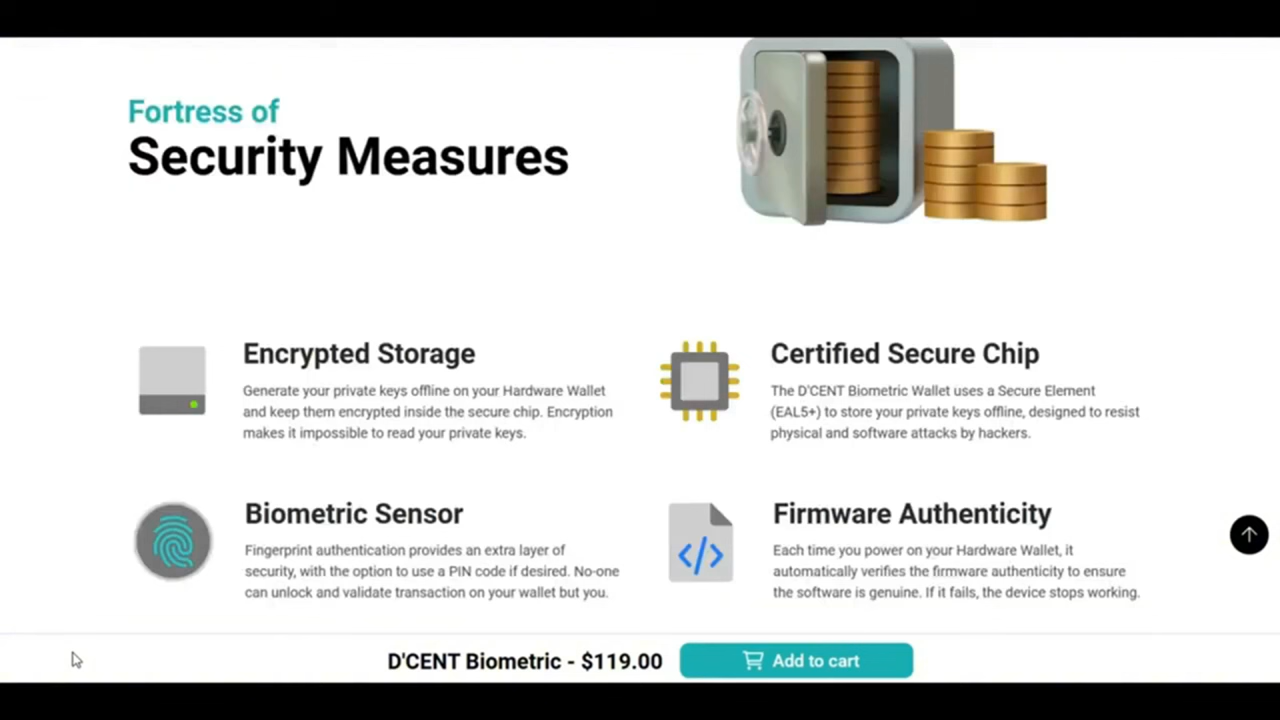 Fortress of
Security Measures
Encrypted Storage
Generate your private keys offline on your Hardware Wallet
and keep them encrypted inside the secure chip. Encryption
makes it impossible to read your private keys.
Certified Secure Chip
The D'CENT Biometric Wallet uses a Secure Element
(EAL5+) to store your private keys offline, designed to resist
physical and software attacks by hackers.
Biometric Sensor
Fingerprint authentication provides an extra layer of
security, with the option to use a PIN code if desired. No-one
can unlock and validate transaction on your wallet but you.
Firmware Authenticity
Each time you power on your Hardware Wallet, it
automatically verifies the firmware authenticity to ensure
the software is genuine. If it fails, the device stops working.
D'CENT Biometric - $119.00
Add to cart